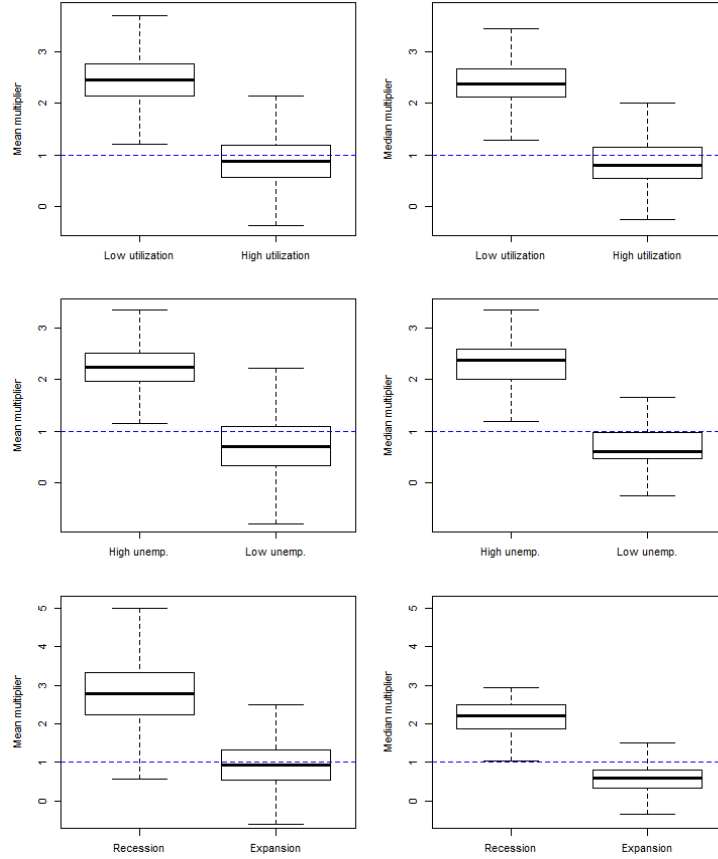 Mean multiplier
3
2
1
0
Low utilization High utilization
Median multiplier
3
2
1
0
Low utilization High utilization
Mean multiplier
3
2
1
0
High unemp. Low unemp.
Median multiplier
3
2
1
0
High unemp. Low unemp.
Mean multiplier
5
4
3
2
1
0
Recession Expansion
Median multiplier
5
4
3
2
1
0
Recession Expansion